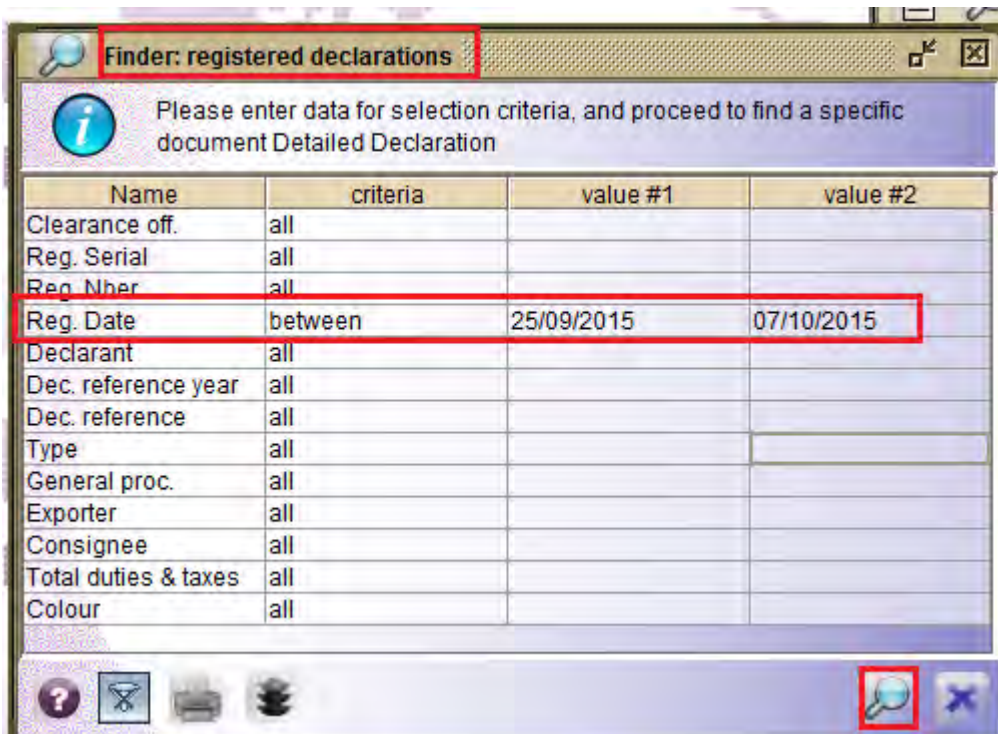 Finder: registered declarations
Please enter data for selection criteria, and proceed to find a specific
document Detailed Declaration
Name criteria value #1 value #2
Clearance off. all
Reg. Serial all
Reg. Nber all
Reg. Date between 25/09/2015 07/10/2015
Declarant all
Dec. reference year all
Dec. reference all
Type all
General proc. all
Exporter all
Consignee all
Total duties & taxes all
Colour all